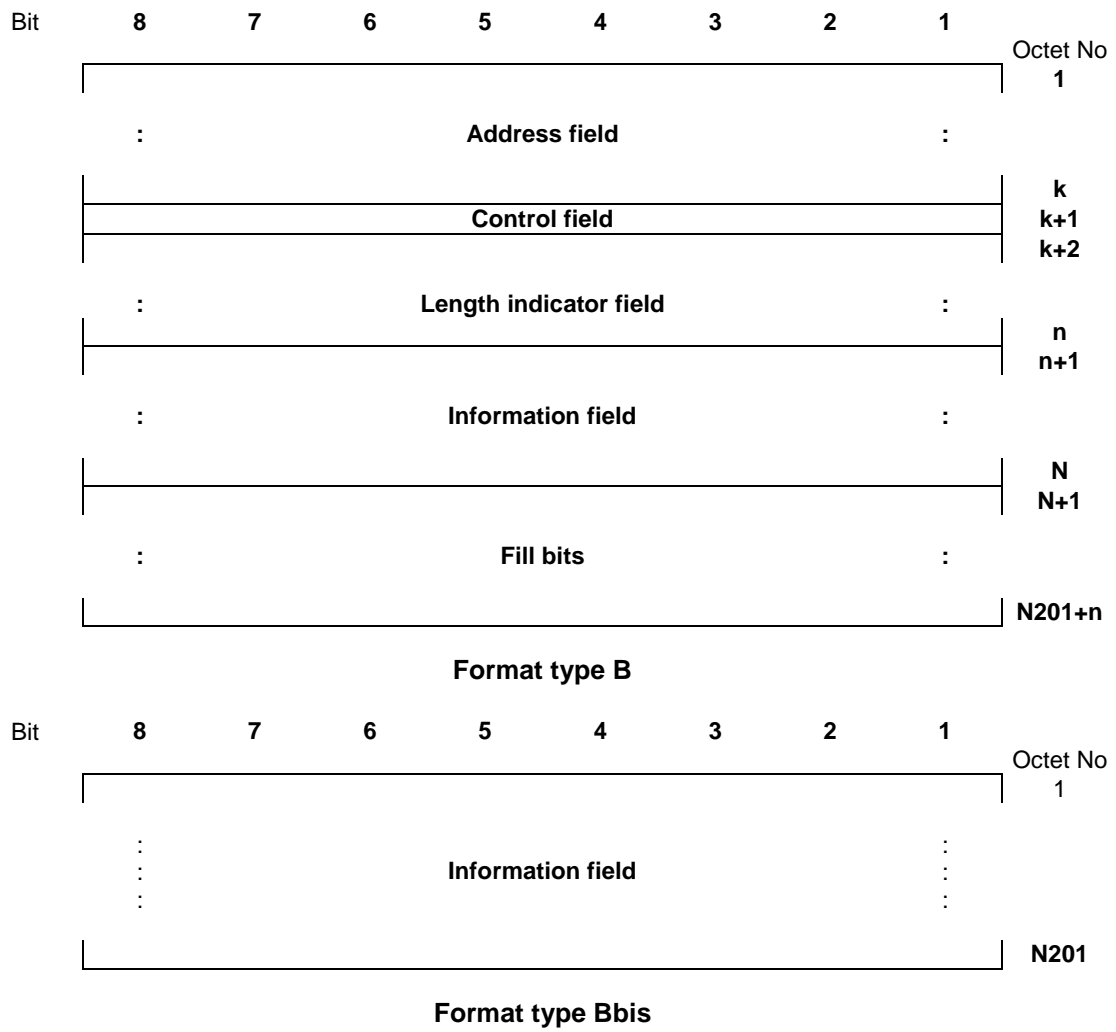 Bit 8 7 6 5 4 3 2 1
Octet No
1
: Address field :
k
Control field k+1
k+2
: Length indicator field :
n
n+1
: Information field :
N
N+1
: Fill bits :
N201+n
Format type B
Bit 8 7 6 5 4 3 2 1
Octet No
1
: :
: Information field :
: :
N201
Format type Bbis